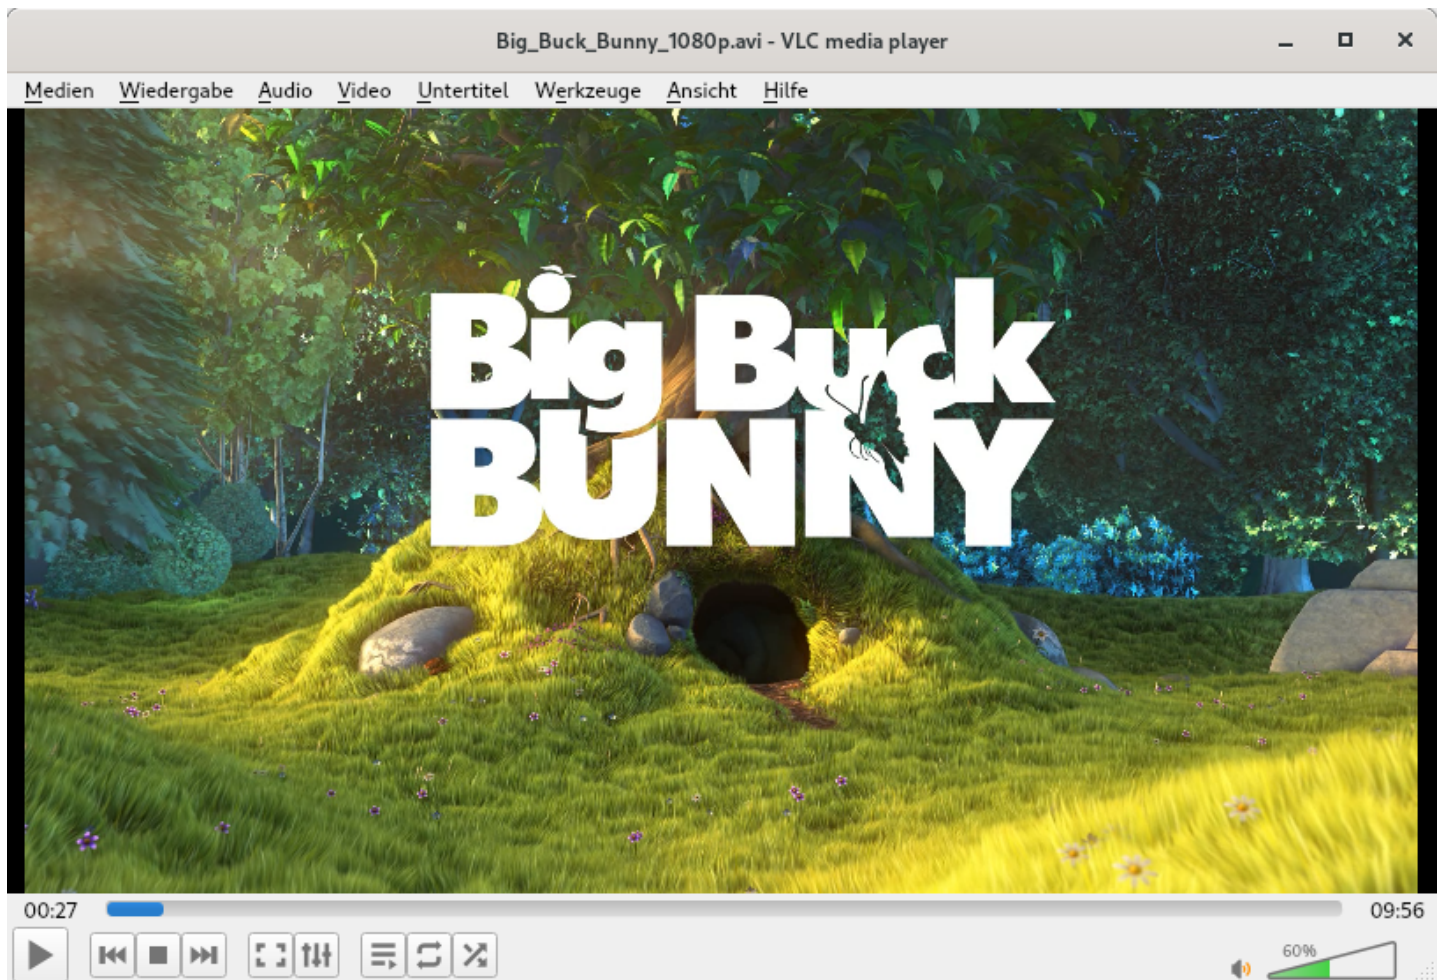 Big_Buck_Bunny_1080p.avi - VLC media player
Medien Wiedergabe Audio Video Untertitel Werkzeuge Ansicht Hilfe
Big Buck
BUNNY
00:27 09:56
60%